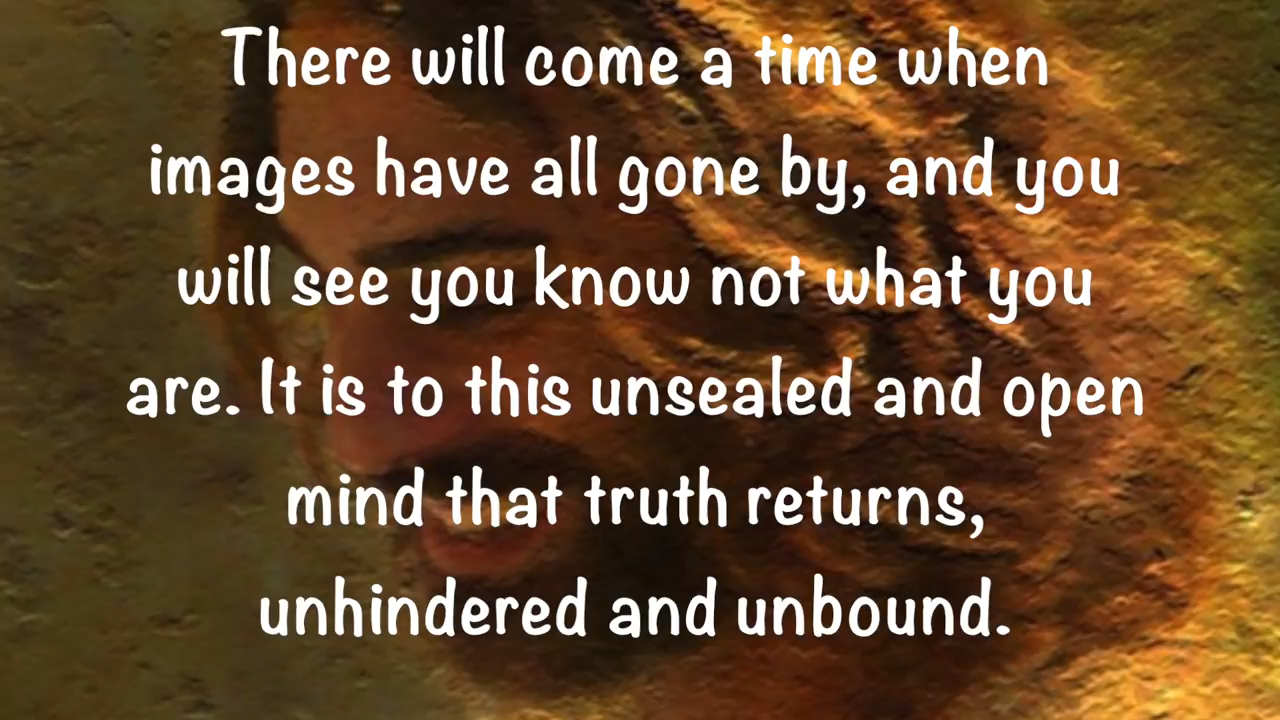 There will come a time when
images have all gone by, and you
will see you know not what you
are. It is to this unsealed and open
mind that truth returns,
unhindered and unbound.